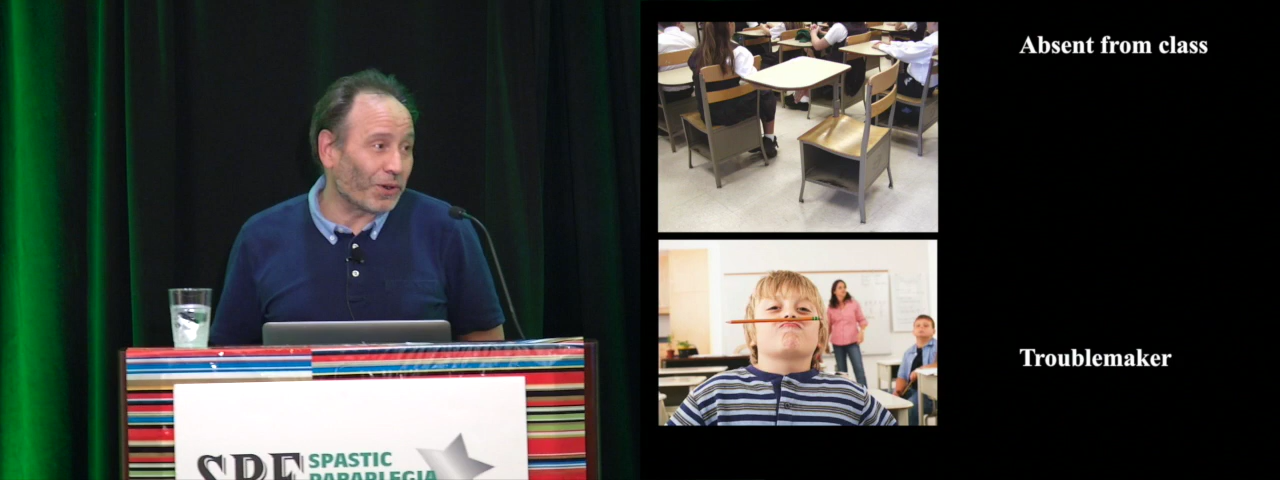 Absent from class
Troublemaker
SPF SPASTIC
PARAPLEGIA